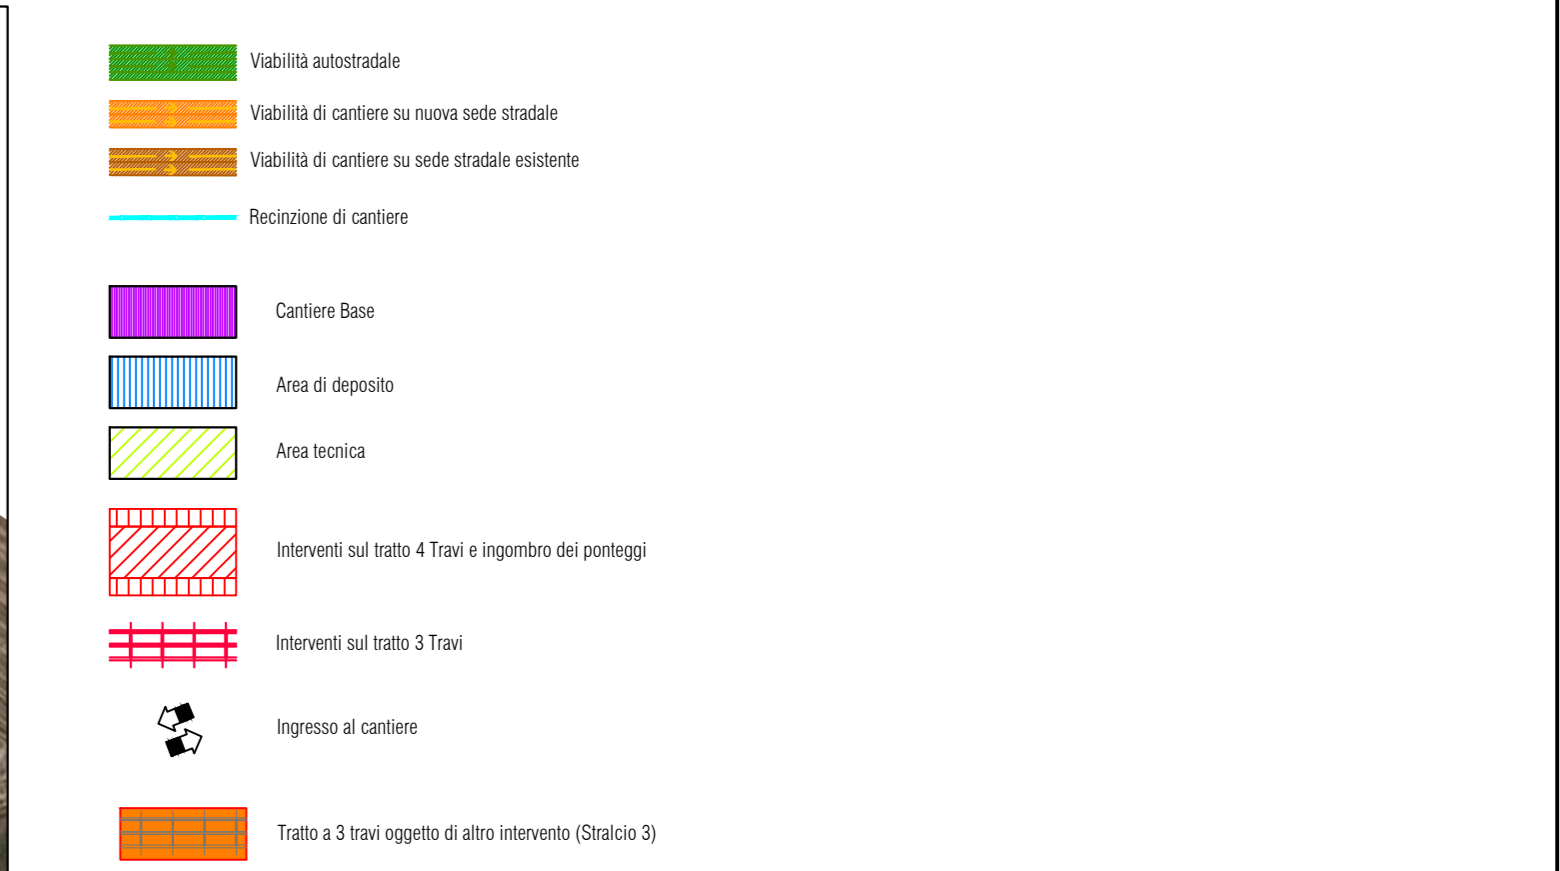 Viabilità autostradale
Viabilità di cantiere su nuova sede stradale
Viabilità di cantiere su sede stradale esistente
Recinzione di cantiere
Cantiere Base
Area di deposito
Area tecnica
Interventi sul tratto 4 Travi e ingombro dei ponteggi
Interventi sul tratto 3 Travi
Ingresso al cantiere
Tratto a 3 travi oggetto di altro intervento (Stralcio 3)